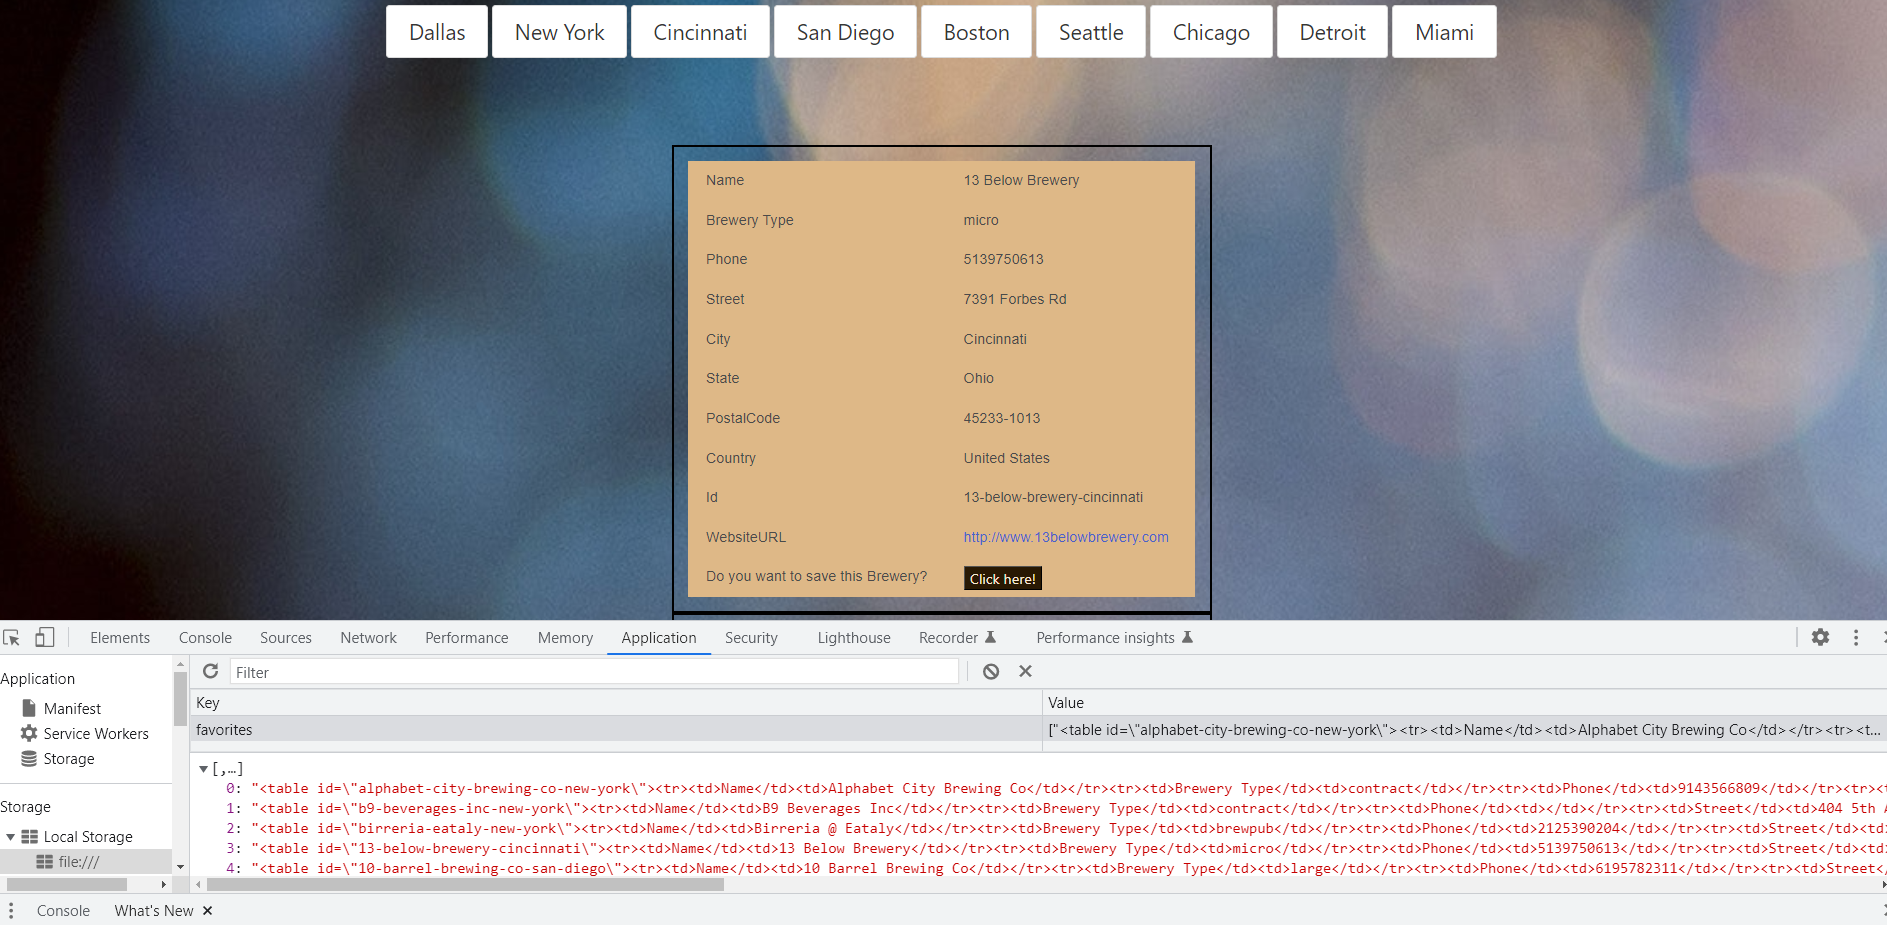 Dallas New York Cincinnati San Diego Boston Seattle Chicago Detroit Miami
Name 13 Below Brewery
Brewery Type micro
Phone 5139750613
Street 7391 Forbes Rd
City Cincinnati
State Ohio
PostalCode 45233-1013
Country United States
Id 13-below-brewery-cincinnati
WebsiteURL http://www.13belowbrewery.com
Do you want to save this Brewery? Click here!
Elements Console Sources Network Performance Memory Application Security Lighthouse Recorder Performance insights
Application
Manifest
Service Workers
Storage
Storage
Local Storage
file:///
Filter
Key Value
favorites ["<table id=\"alphabet-city-brewing-co-new-york\"><tr><td>Name</td><td>Alphabet City Brewing Co</td></tr><tr><t...
[,…]
0: "<table id=\"alphabet-city-brewing-co-new-york\"><tr><td>Name</td><td>Alphabet City Brewing Co</td></tr><tr><td>Brewery Type</td><td>contract</td></tr><tr><td>Phone</td><td>9143566809</td></tr><tr><t
1: "<table id=\"b9-beverages-inc-new-york\"><tr><td>Name</td><td>B9 Beverages Inc</td></tr><tr><td>Brewery Type</td><td>contract</td></tr><tr><td>Phone</td><td></td></tr><tr><td>Street</td><td>404 5th A
2: "<table id=\"birreria-eataly-new-york\"><tr><td>Name</td><td>Birreria @ Eataly</td></tr><tr><td>Brewery Type</td><td>brewpub</td></tr><tr><td>Phone</td><td>2125390204</td></tr><tr><td>Street</td><td>
3: "<table id=\"13-below-brewery-cincinnati\"><tr><td>Name</td><td>13 Below Brewery</td></tr><tr><td>Brewery Type</td><td>micro</td></tr><tr><td>Phone</td><td>5139750613</td></tr><tr><td>Street</td><td>
4: "<table id=\"10-barrel-brewing-co-san-diego\"><tr><td>Name</td><td>10 Barrel Brewing Co</td></tr><tr><td>Brewery Type</td><td>large</td></tr><tr><td>Phone</td><td>6195782311</td></tr><tr><td>Street</
Console What's New